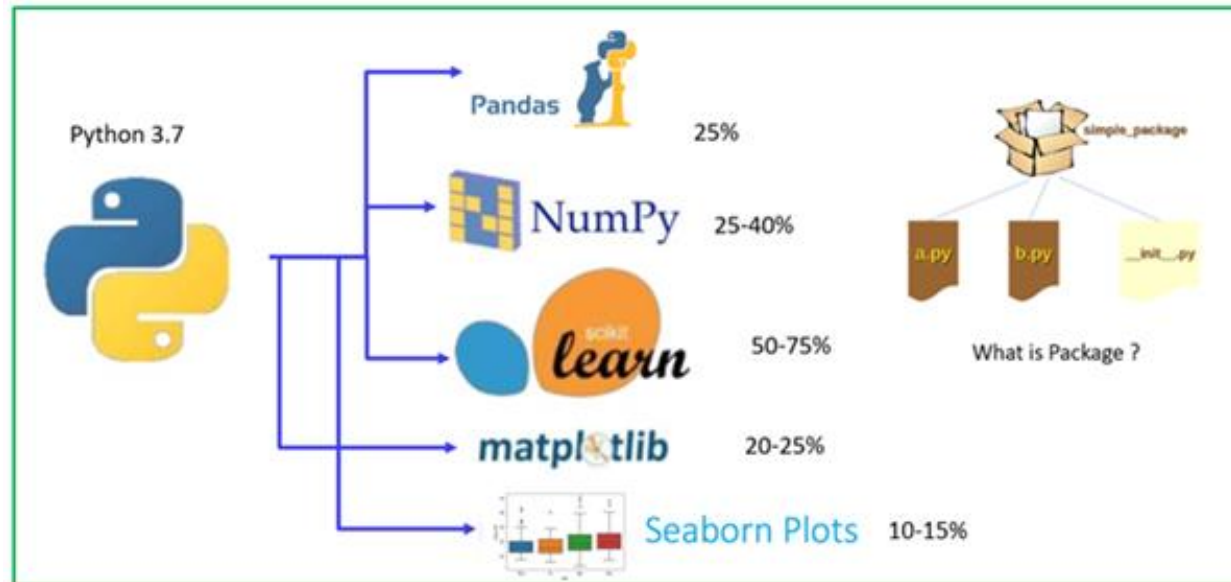 Python 3.7
Pandas
25%
NumPy
25-40%
scikit
learn
50-75%
matplotlib
20-25%
Seaborn Plots
10-15%
simple_package
a.py
b.py
__init__.py
What is Package ?